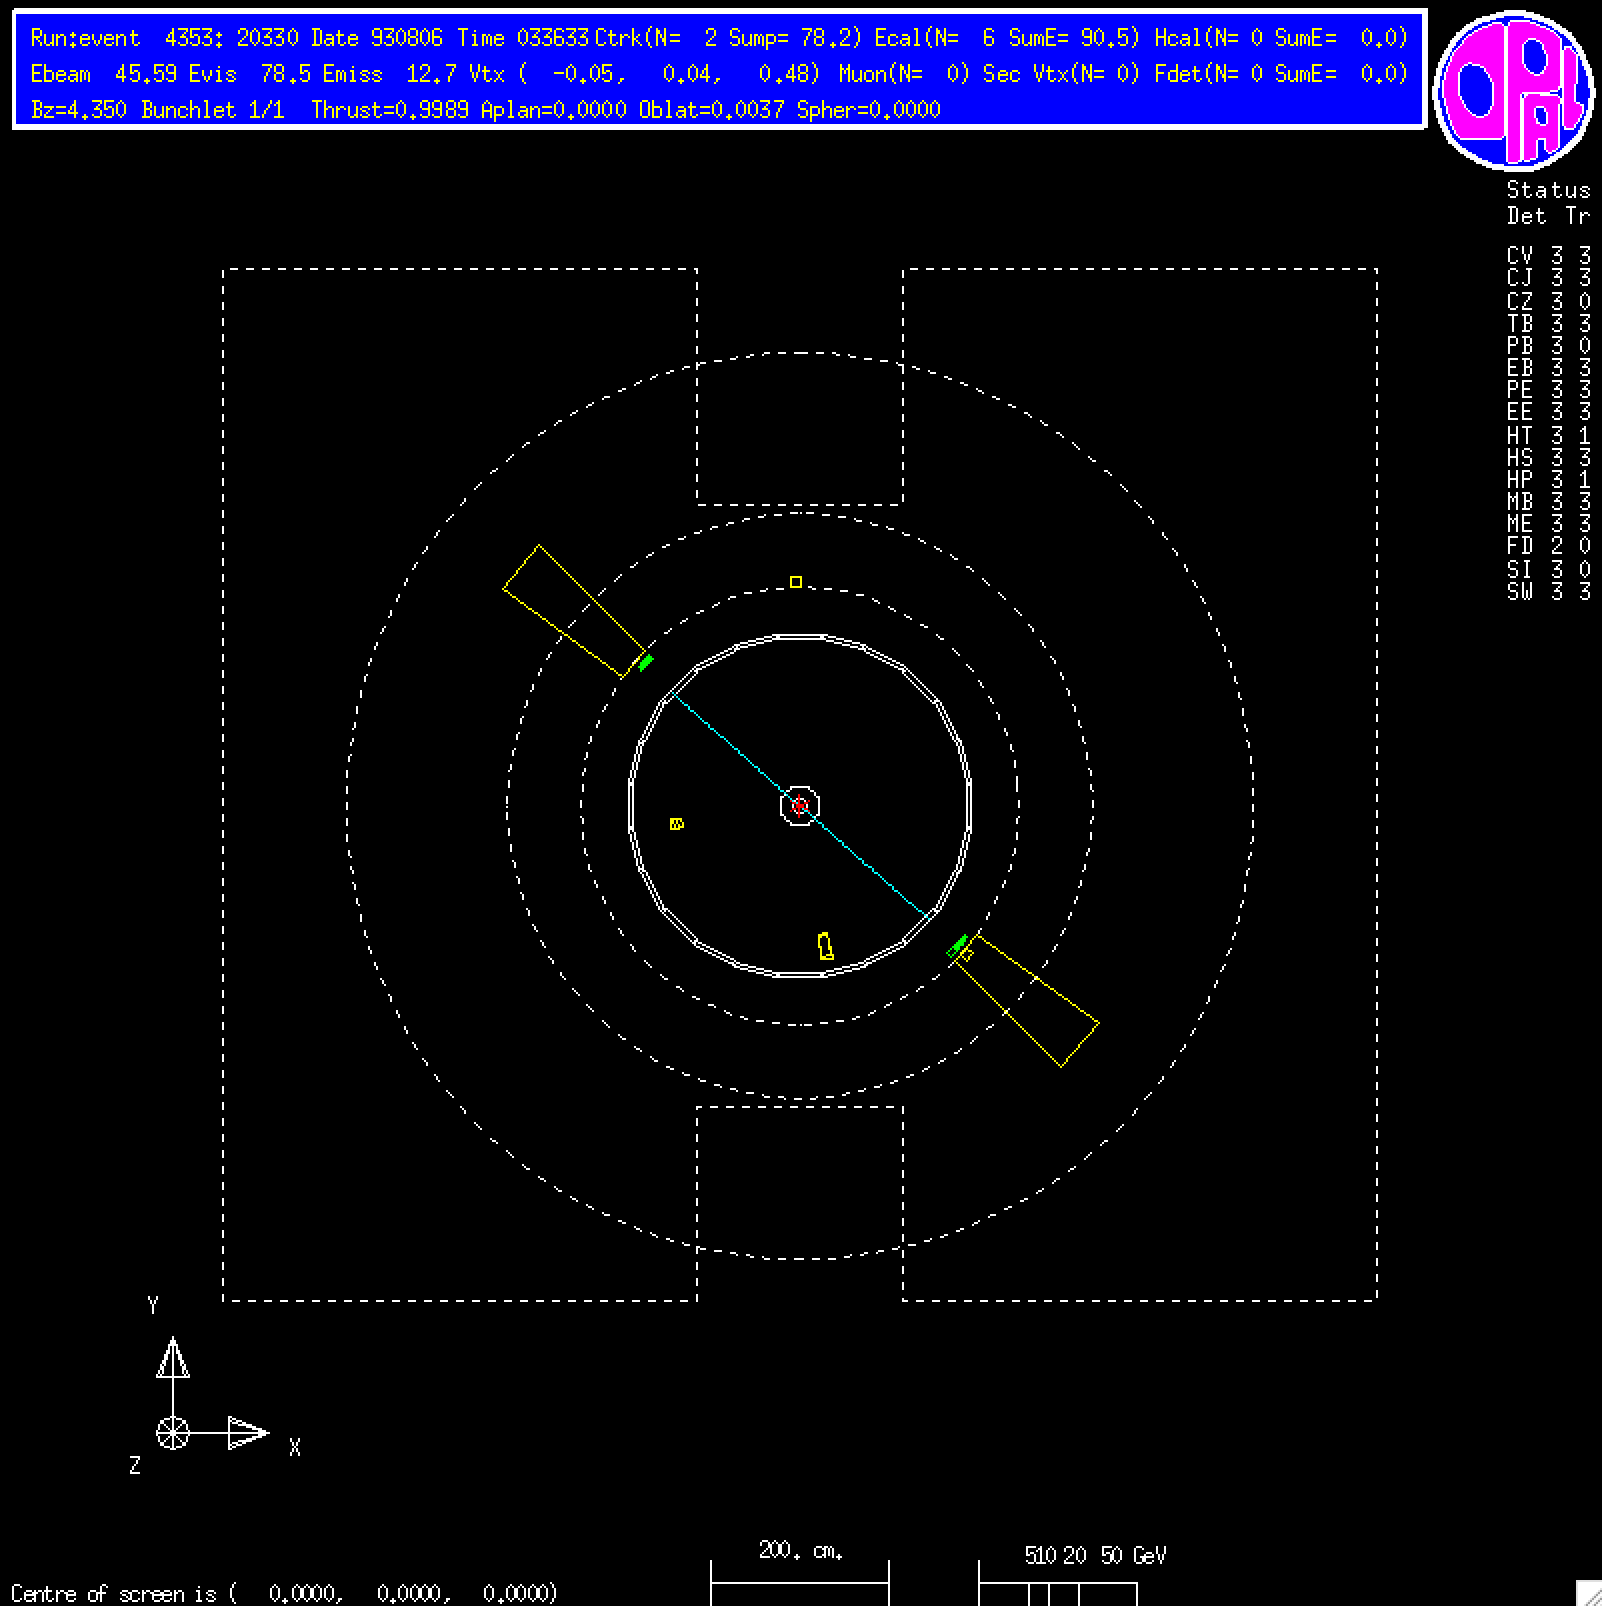 Run:event 4353: 20330 Date 930806 Time 033633 Ctrk(N= 2 Sump= 78.2) Ecal(N= 6 SumE= 90.5) Hcal(N= 0 SumE= 0.0)
Ebeam 45.59 Evis 78.5 Emiss 12.7 Vtx ( -0.05, 0.04, 0.48) Muon(N= 0) Sec Vtx(N= 0) Fdet(N= 0 SumE= 0.0)
Bz=4.350 Bunchlet 1/1 Thrust=0.9989 Aplan=0.0000 Oblat=0.0037 Spher=0.0000
OPAL
Status
Det Tr
CV 3 3
CJ 3 3
CZ 3 0
TB 3 3
PB 3 0
EB 3 3
PE 3 3
EE 3 3
HT 3 1
HS 3 3
HP 3 1
MB 3 3
ME 3 3
FD 2 0
SI 3 0
SW 3 3
Y
X
Z
200. cm.
5 10 20 50 GeV
Centre of screen is ( 0.0000, 0.0000, 0.0000)